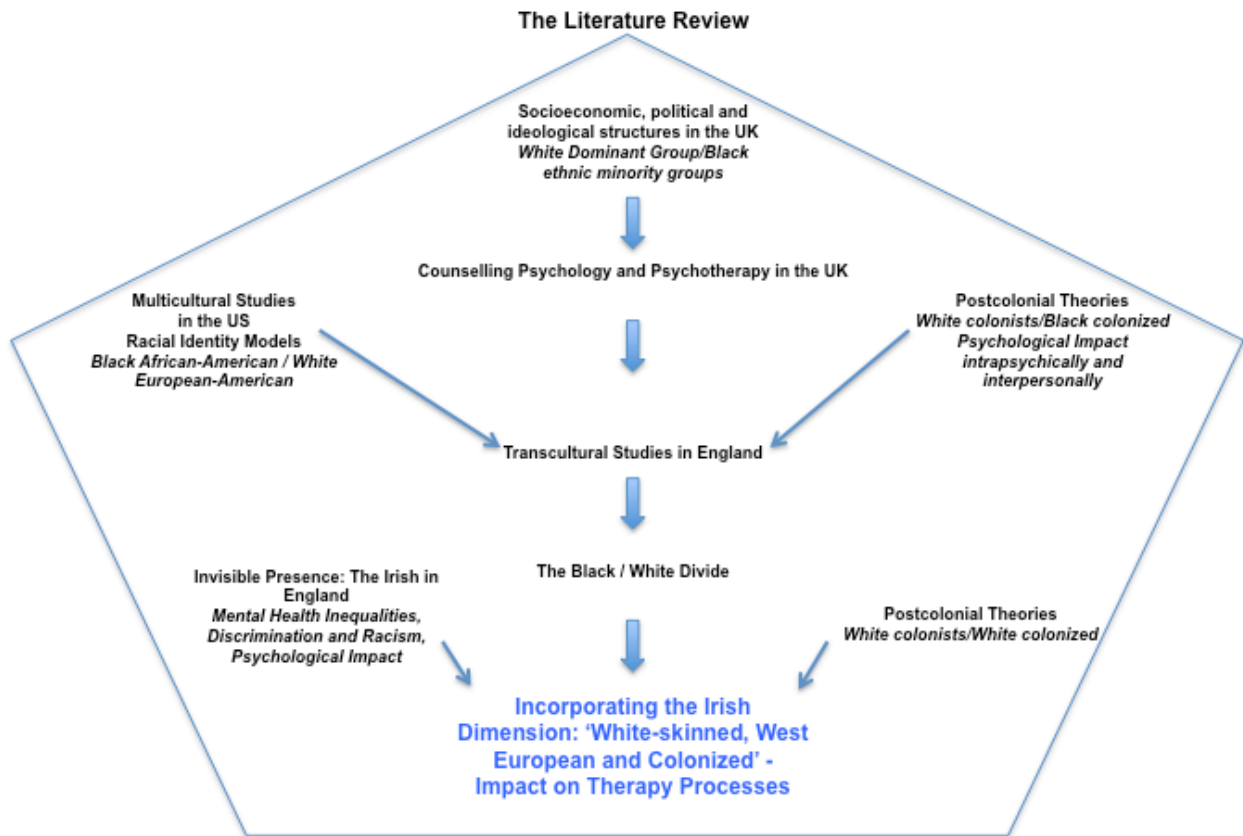 The Literature Review
Socioeconomic, political and
ideological structures in the UK
White Dominant Group/Black
ethnic minority groups
Counselling Psychology and Psychotherapy in the UK
Multicultural Studies
in the US
Racial Identity Models
Black African-American / White
European-American
Postcolonial Theories
White colonists/Black colonized
Psychological Impact
intrapsychically and
interpersonally
Transcultural Studies in England
The Black / White Divide
Invisible Presence: The Irish in
England
Mental Health Inequalities,
Discrimination and Racism,
Psychological Impact
Postcolonial Theories
White colonists/White colonized
Incorporating the Irish
Dimension: ‘White-skinned, West
European and Colonized’ -
Impact on Therapy Processes